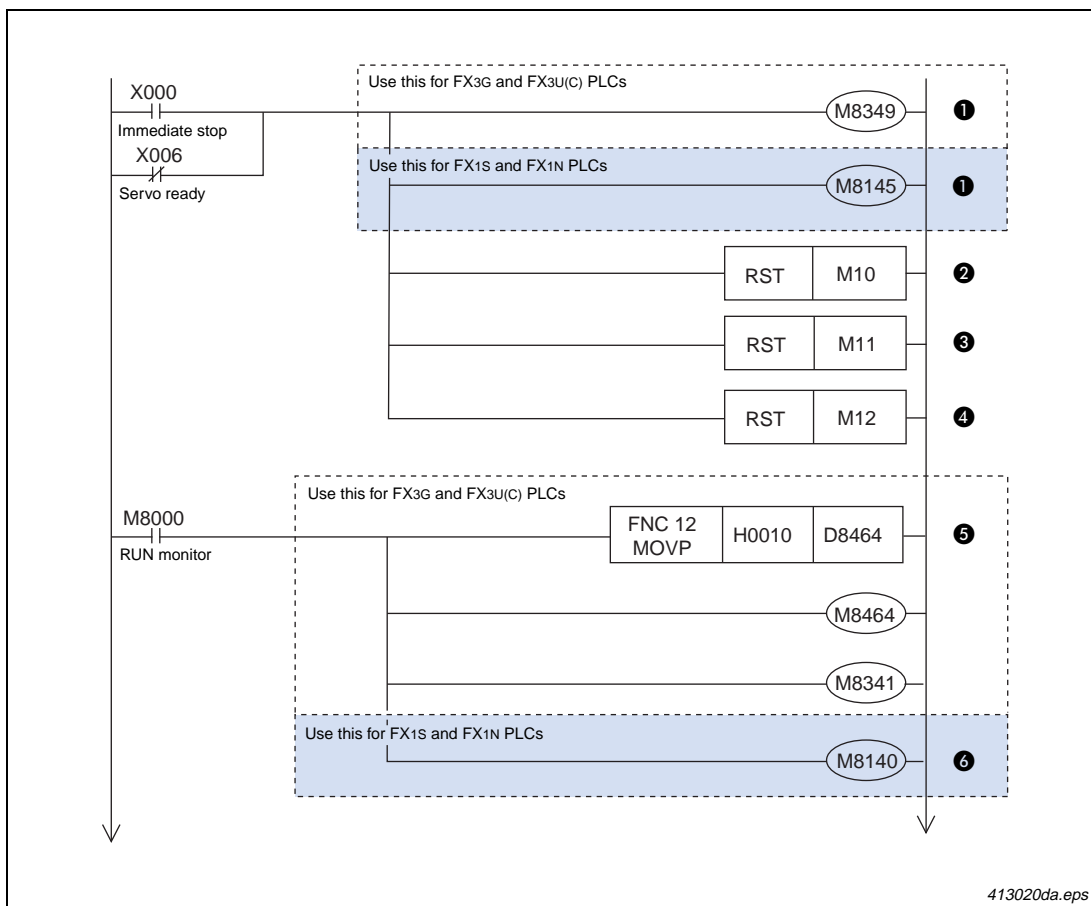 Use this for FX3G and FX3U(C) PLCs
X000
M8349
❶
Immediate stop
X006
Use this for FX1S and FX1N PLCs
Servo ready
M8145
❶
RST M10
❷
RST M11
❸
RST M12
❹
Use this for FX3G and FX3U(C) PLCs
M8000
RUN monitor
FNC 12
MOVP H0010 D8464
❺
M8464
M8341
Use this for FX1S and FX1N PLCs
M8140
❻
413020da.eps